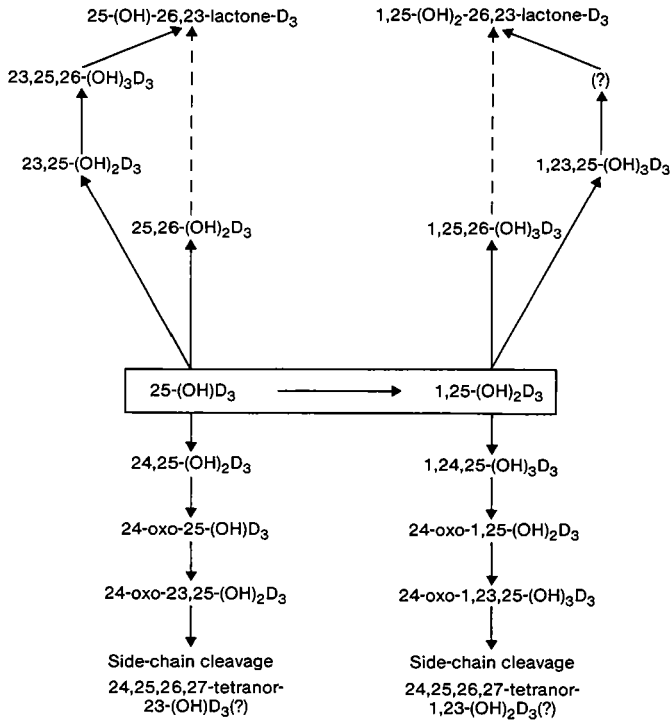 25-(OH)-26,23-lactone-D3
1,25-(OH)2-26,23-lactone-D3
23,25,26-(OH)3D3
(?)
23,25-(OH)2D3
1,23,25-(OH)3D3
25,26-(OH)2D3
1,25,26-(OH)3D3
25-(OH)D3
1,25-(OH)2D3
24,25-(OH)2D3
1,24,25-(OH)3D3
24-oxo-25-(OH)D3
24-oxo-1,25-(OH)2D3
24-oxo-23,25-(OH)2D3
24-oxo-1,23,25-(OH)3D3
Side-chain cleavage
24,25,26,27-tetranor-
23-(OH)D3(?)
Side-chain cleavage
24,25,26,27-tetranor-
1,23-(OH)2D3(?)